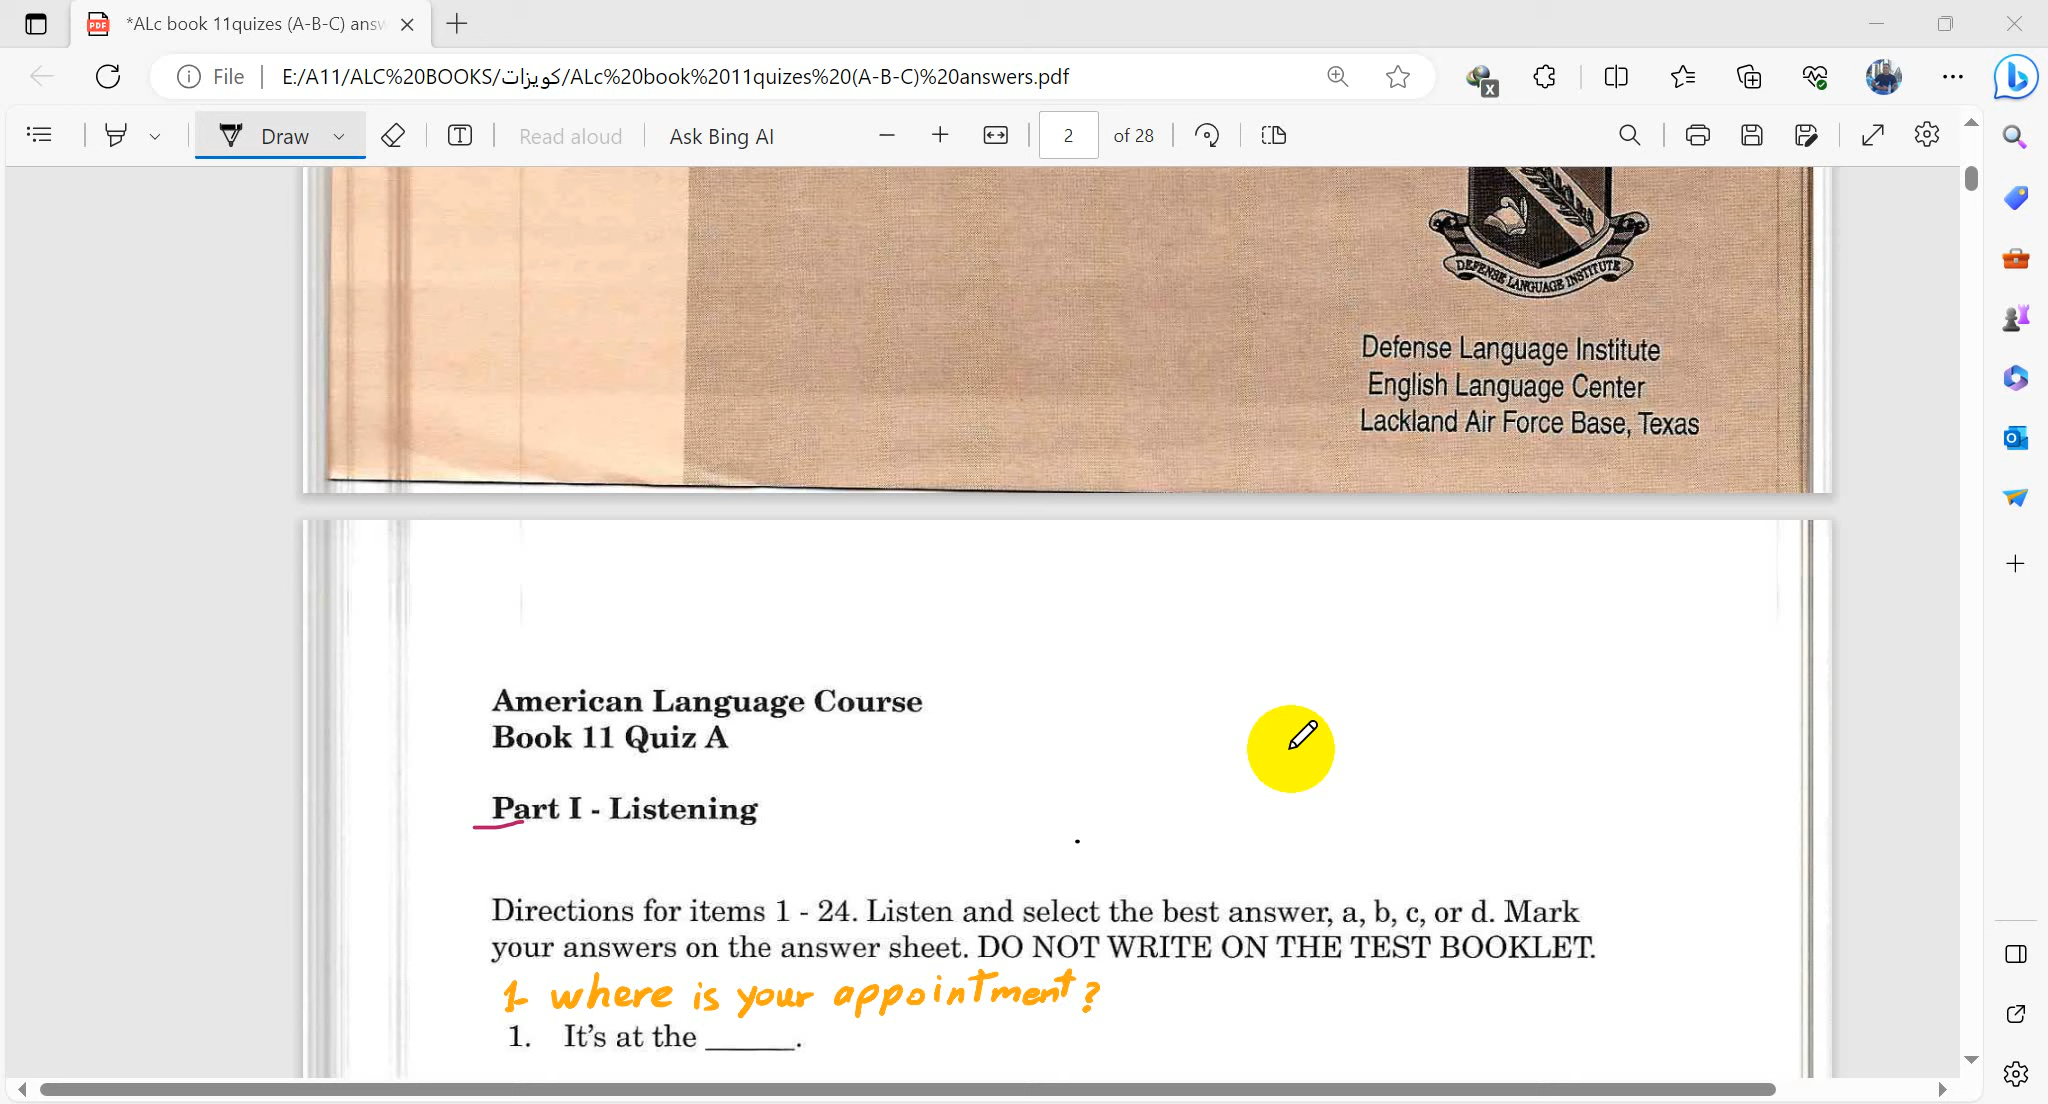 *ALc book 11quizes (A-B-C) answ
File
E:/A11/ALC%20BOOKS/كويزات/ALc%20book%2011quizes%20(A-B-C)%20answers.pdf
Draw
Read aloud
Ask Bing AI
2
of 28
DEFENSE LANGUAGE INSTITUTE
Defense Language Institute
English Language Center
Lackland Air Force Base, Texas
American Language Course
Book 11 Quiz A
Part I - Listening
Directions for items 1 - 24. Listen and select the best answer, a, b, c, or d. Mark
your answers on the answer sheet. DO NOT WRITE ON THE TEST BOOKLET.
1 where is your appointment?
1. It's at the ______.